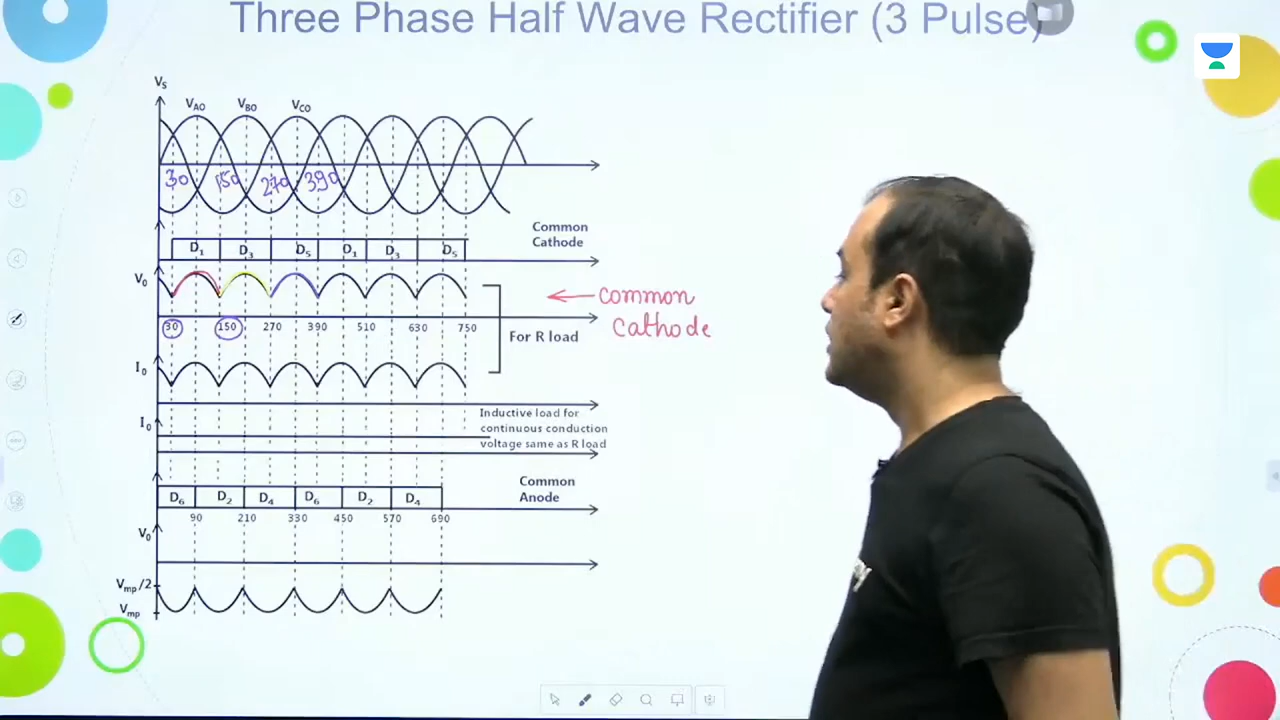 Three Phase Half Wave Rectifier (3 Pulse)
Vs
VAO VBO VCO
30 150 270 390
Common
Cathode
D1 D3 D5 D1 D3 D5
V0
common
cathode
30 150 270 390 510 630 750
For R load
I0
Inductive load for
continuous conduction
voltage same as R load
I0
Common
Anode
D6 D2 D4 D6 D2 D4
90 210 330 450 570 690
V0
Vmp/2
Vmp